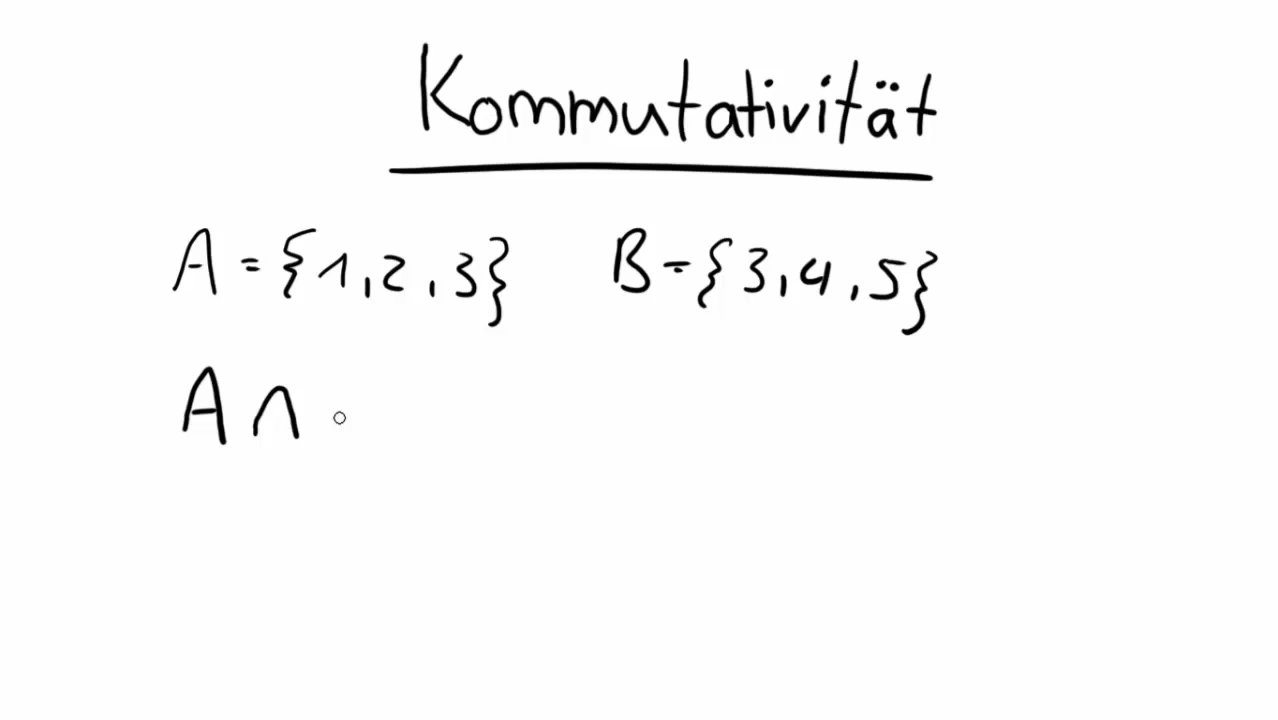 Kommutativität
A = {1, 2, 3} B = {3, 4, 5}
A ∩